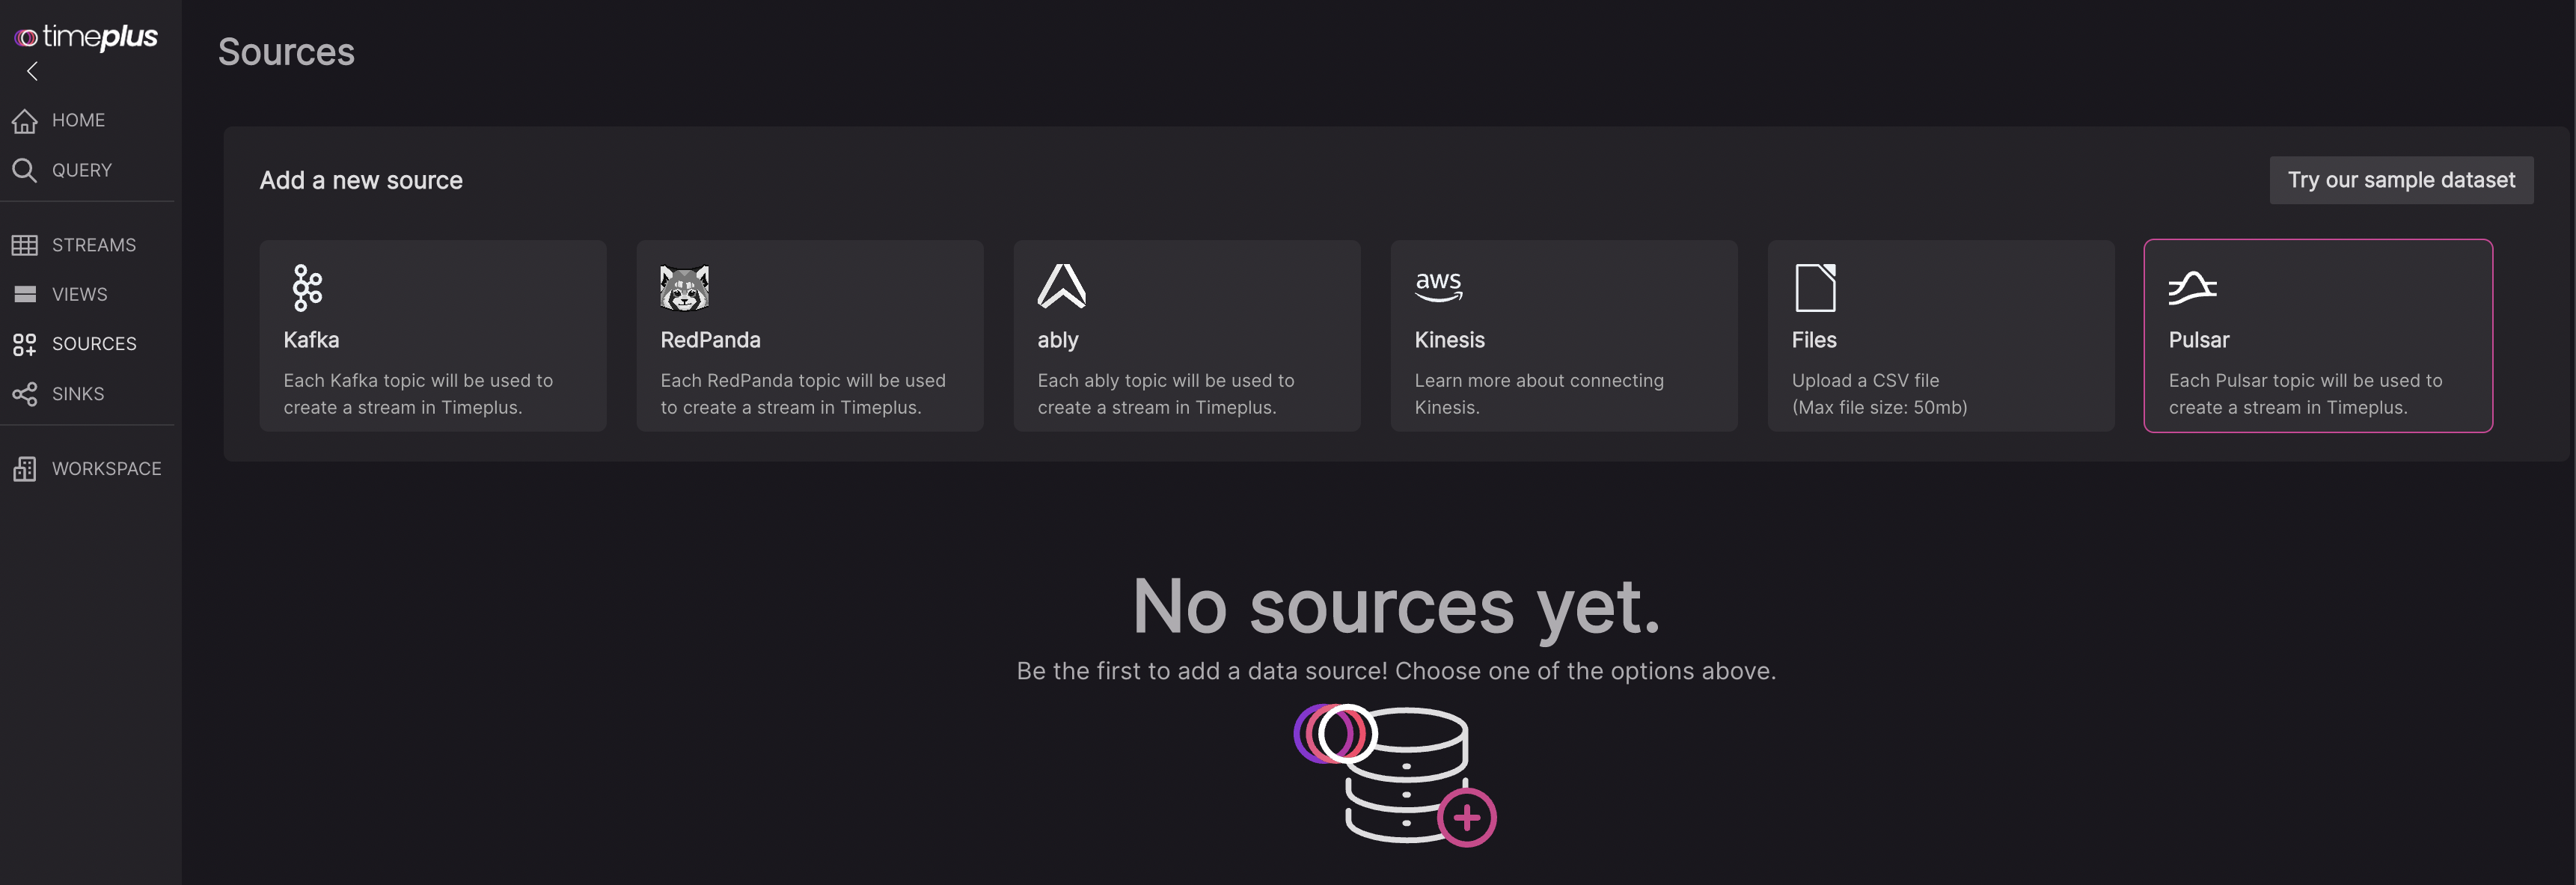 timeplus
HOME
QUERY
STREAMS
VIEWS
SOURCES
SINKS
WORKSPACE
Sources
Add a new source
Try our sample dataset
Kafka
Each Kafka topic will be used to
create a stream in Timeplus.
RedPanda
Each RedPanda topic will be used
to create a stream in Timeplus.
ably
Each ably topic will be used to
create a stream in Timeplus.
aws
Kinesis
Learn more about connecting
Kinesis.
Files
Upload a CSV file
(Max file size: 50mb)
Pulsar
Each Pulsar topic will be used to
create a stream in Timeplus.
No sources yet.
Be the first to add a data source! Choose one of the options above.